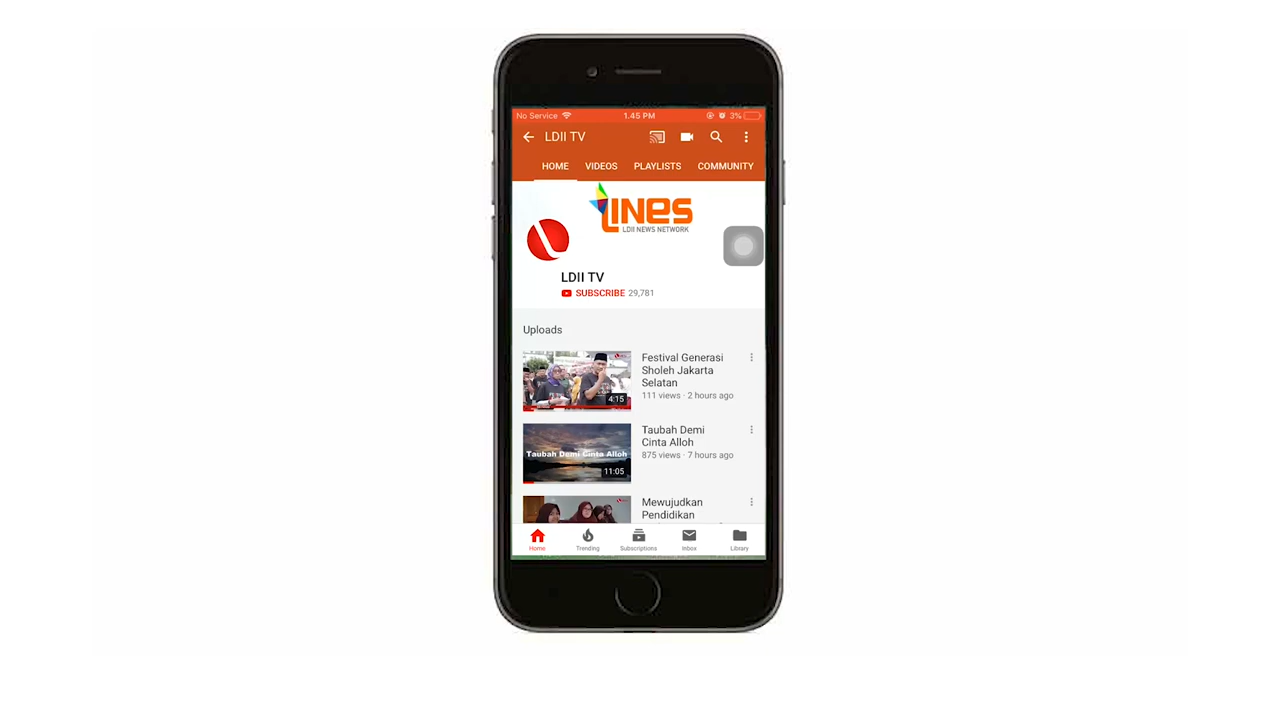 No Service 1.45 PM 3%
LDII TV
HOME VIDEOS PLAYLISTS COMMUNITY
LINES
LDII NEWS NETWORK
LDII TV
SUBSCRIBE 29,781
Uploads
Festival Generasi
Sholeh Jakarta
Selatan
111 views · 2 hours ago
4:15
Taubah Demi
Cinta Alloh
875 views · 7 hours ago
Taubah Demi Cinta Alloh
11:05
Mewujudkan
Pendidikan
Home Trending Subscriptions Inbox Library